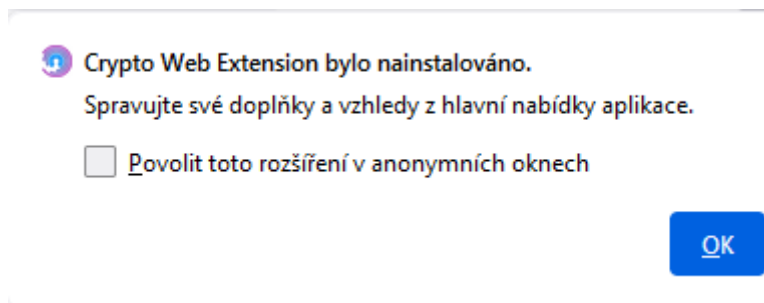 Crypto Web Extension bylo nainstalováno.
Spravujte své doplňky a vzhledy z hlavní nabídky aplikace.
Povolit toto rozšíření v anonymních oknech
OK